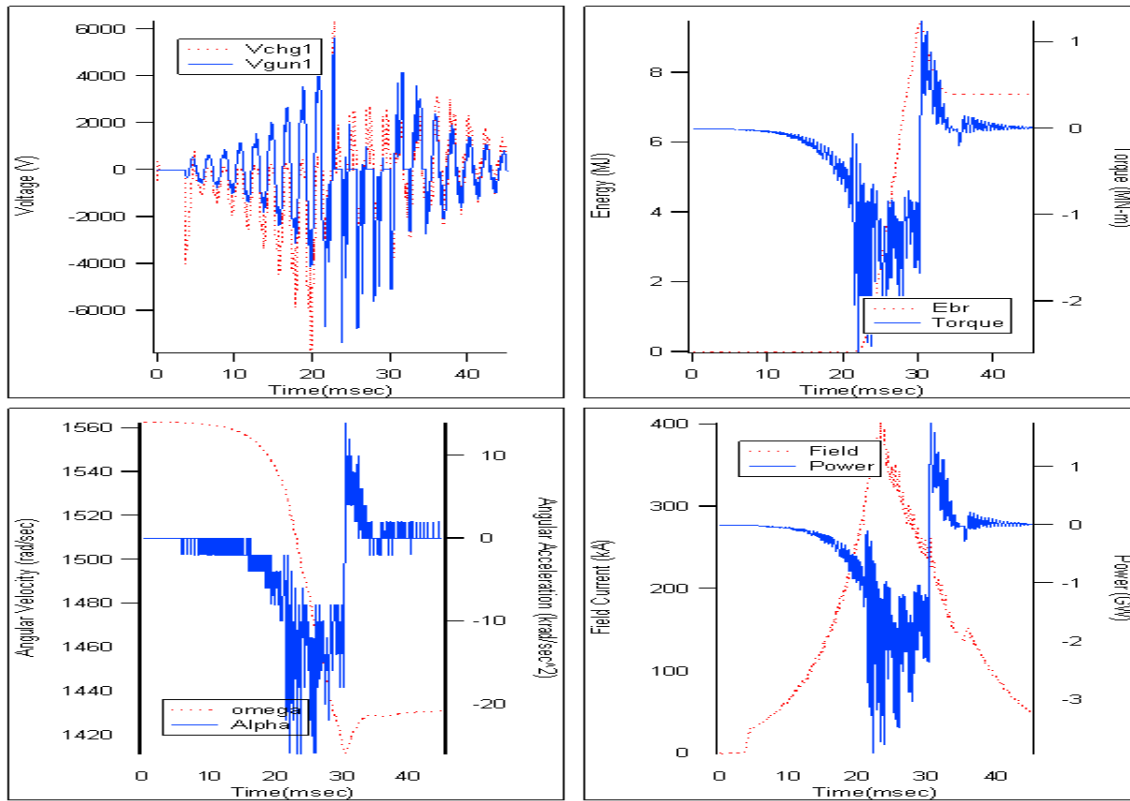 6000
4000
2000
0
-2000
-4000
-6000
Voltage (V)
Vchg1
Vgun1
0 10 20 30 40
Time(msec)
8
6
4
2
0
Energy (MJ)
1
0
-1
-2
Torque (MN-m)
Ebr
Torque
0 10 20 30 40
Time(msec)
1560
1540
1520
1500
1480
1460
1440
1420
Angular Velocity (rad/sec)
10
0
-10
-20
Angular Acceleration (krad/sec^2)
omega
Alpha
0 10 20 30 40
Time(msec)
400
300
200
100
0
Field Current (kA)
1
0
-1
-2
-3
Power(GW)
Field
Power
0 10 20 30 40
Time(msec)